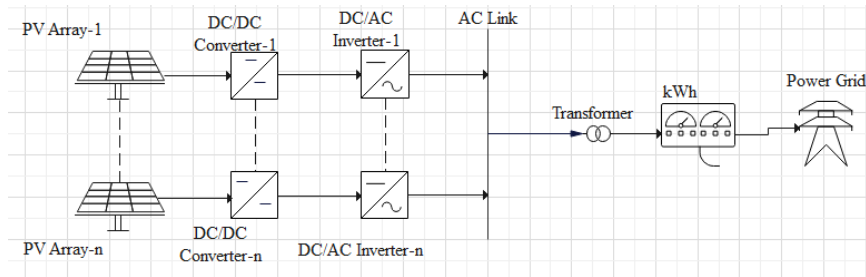 PV Array-1
DC/DC
Converter-1
DC/AC
Inverter-1
AC Link
Transformer
kWh
Power Grid
PV Array-n
DC/DC
Converter-n
DC/AC Inverter-n